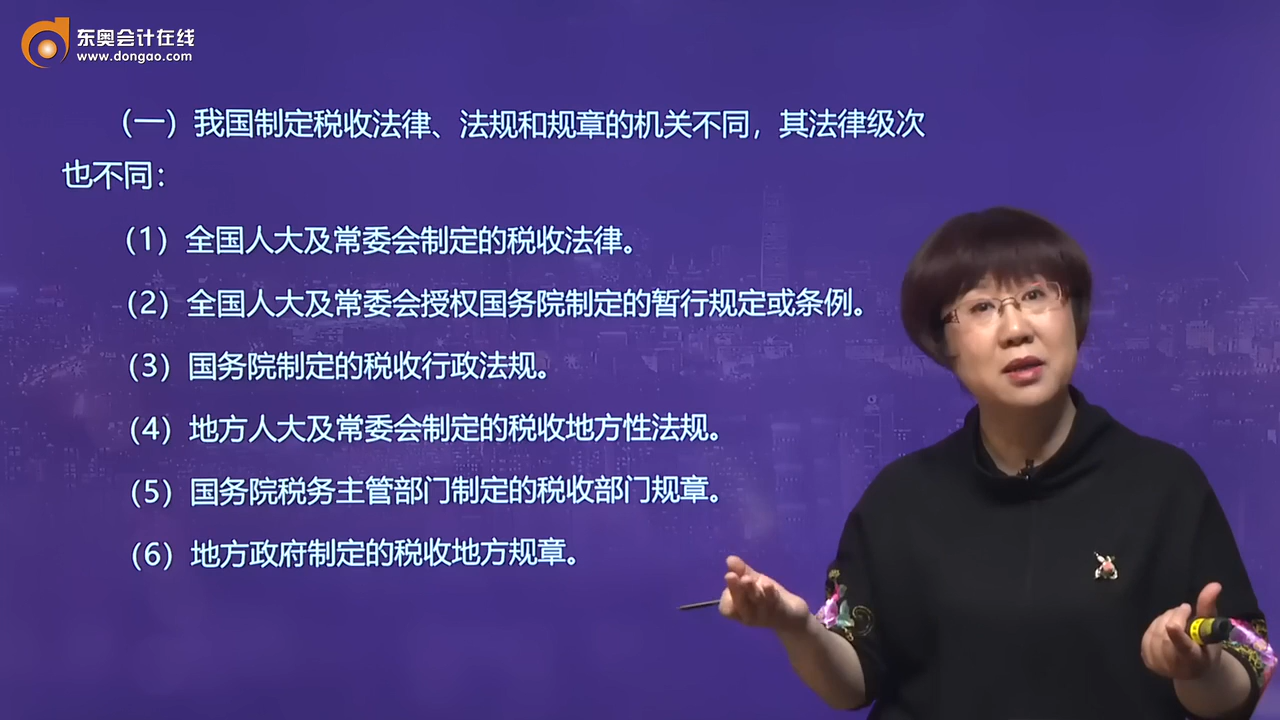 东奥会计在线
www.dongao.com
（一）我国制定税收法律、法规和规章的机关不同，其法律级次
也不同：
（1）全国人大及常委会制定的税收法律。
（2）全国人大及常委会授权国务院制定的暂行规定或条例。
（3）国务院制定的税收行政法规。
（4）地方人大及常委会制定的税收地方性法规。
（5）国务院税务主管部门制定的税收部门规章。
（6）地方政府制定的税收地方规章。